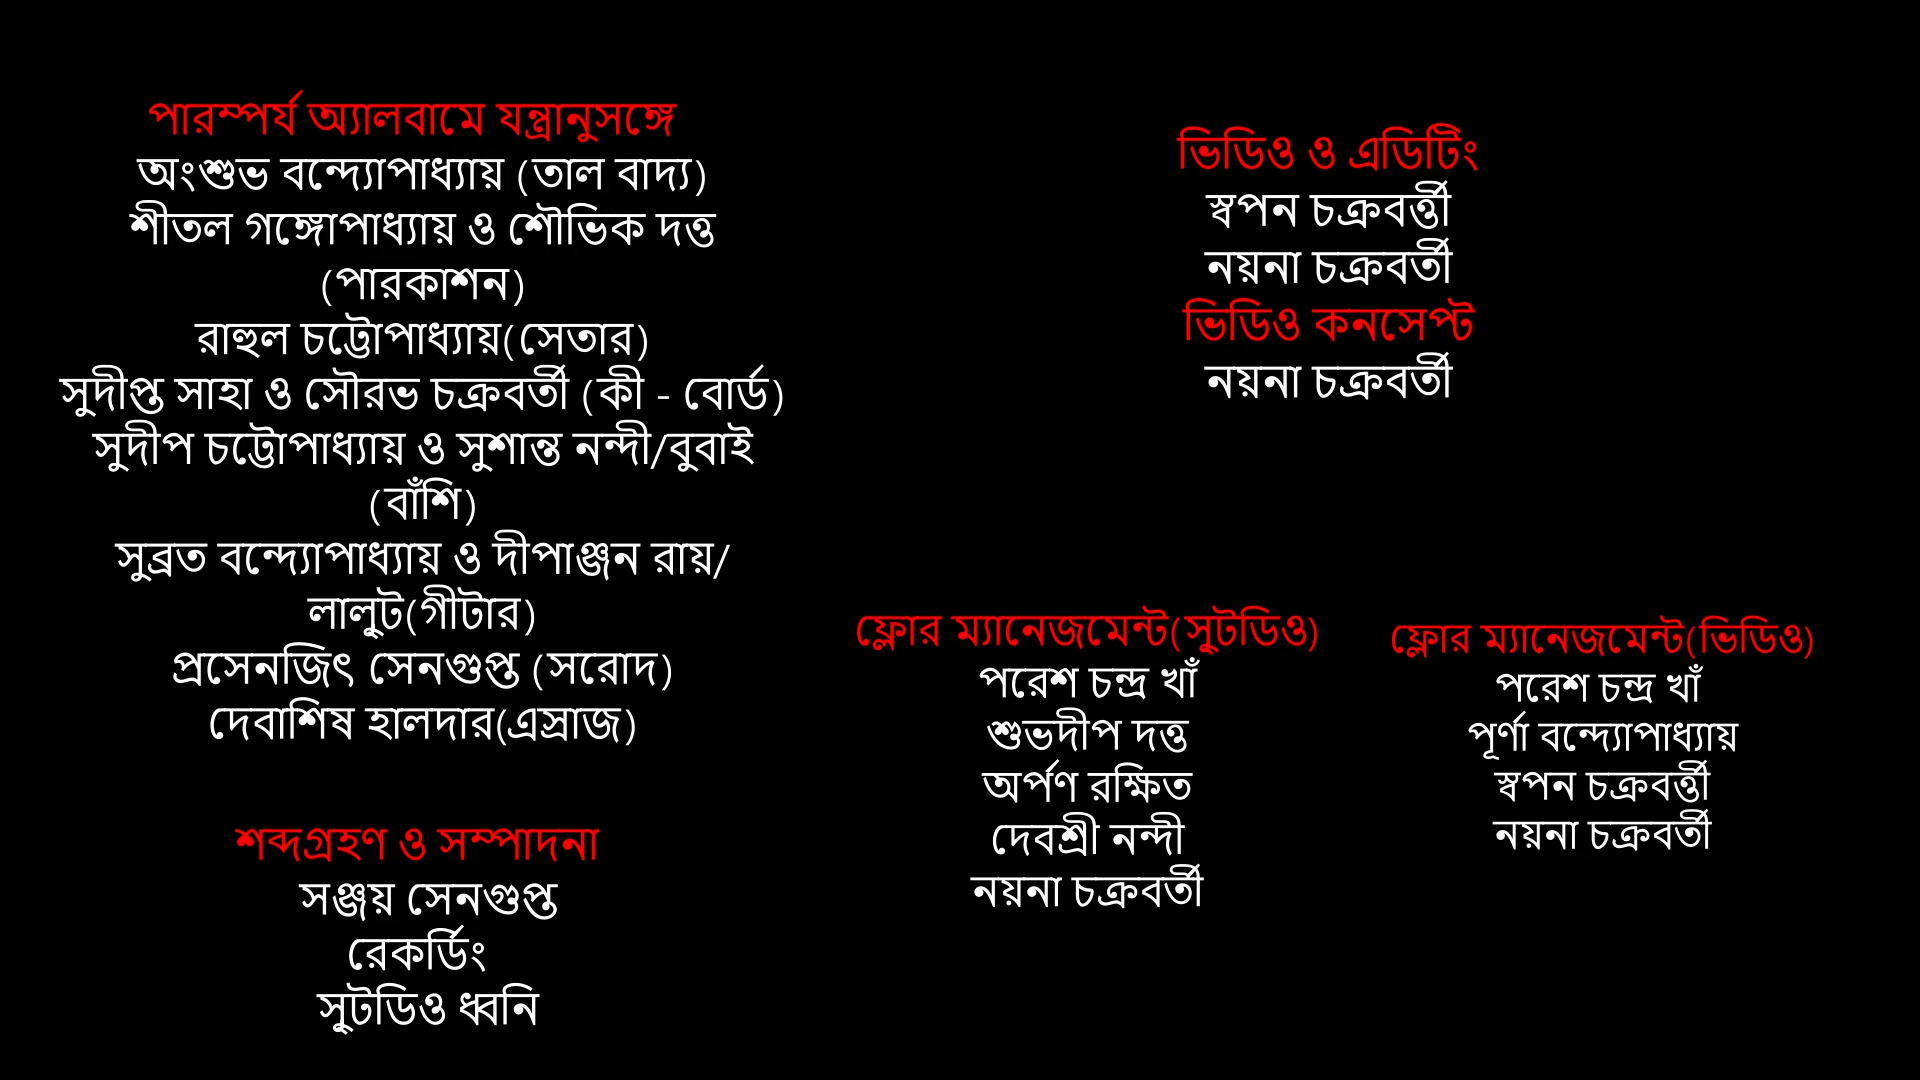 পারম্পর্য অ্যালবামে যন্ত্রানুসঙ্গে
অংশুভ বন্দ্যোপাধ্যায় (তাল বাদ্য)
শীতল গঙ্গোপাধ্যায় ও শৌভিক দত্ত
(পারকাশন)
রাহুল চট্টোপাধ্যায়(সেতার)
সুদীপ্ত সাহা ও সৌরভ চক্রবর্তী (কী - বোর্ড)
সুদীপ চট্টোপাধ্যায় ও সুশান্ত নন্দী/বুবাই
(বাঁশি)
সুব্রত বন্দ্যোপাধ্যায় ও দীপাঞ্জন রায়/
লালু্ট(গীটার)
প্রসেনজিৎ সেনগুপ্ত (সরোদ)
দেবাশিষ হালদার(এস্রাজ)
শব্দগ্রহণ ও সম্পাদনা
সঞ্জয় সেনগুপ্ত
রেকর্ডিং
সু্টডিও ধ্বনি
ভিডিও ও এডিটিং
স্বপন চক্রবর্ত্তী
নয়না চক্রবর্তী
ভিডিও কনসেপ্ট
নয়না চক্রবর্তী
ফ্লোর ম্যানেজমেন্ট(সু্টডিও)
পরেশ চন্দ্র খাঁ
শুভদীপ দত্ত
অর্পণ রক্ষিত
দেবশ্রী নন্দী
নয়না চক্রবর্তী
ফ্লোর ম্যানেজমেন্ট(ভিডিও)
পরেশ চন্দ্র খাঁ
পূর্ণা বন্দ্যোপাধ্যায়
স্বপন চক্রবর্ত্তী
নয়না চক্রবর্তী